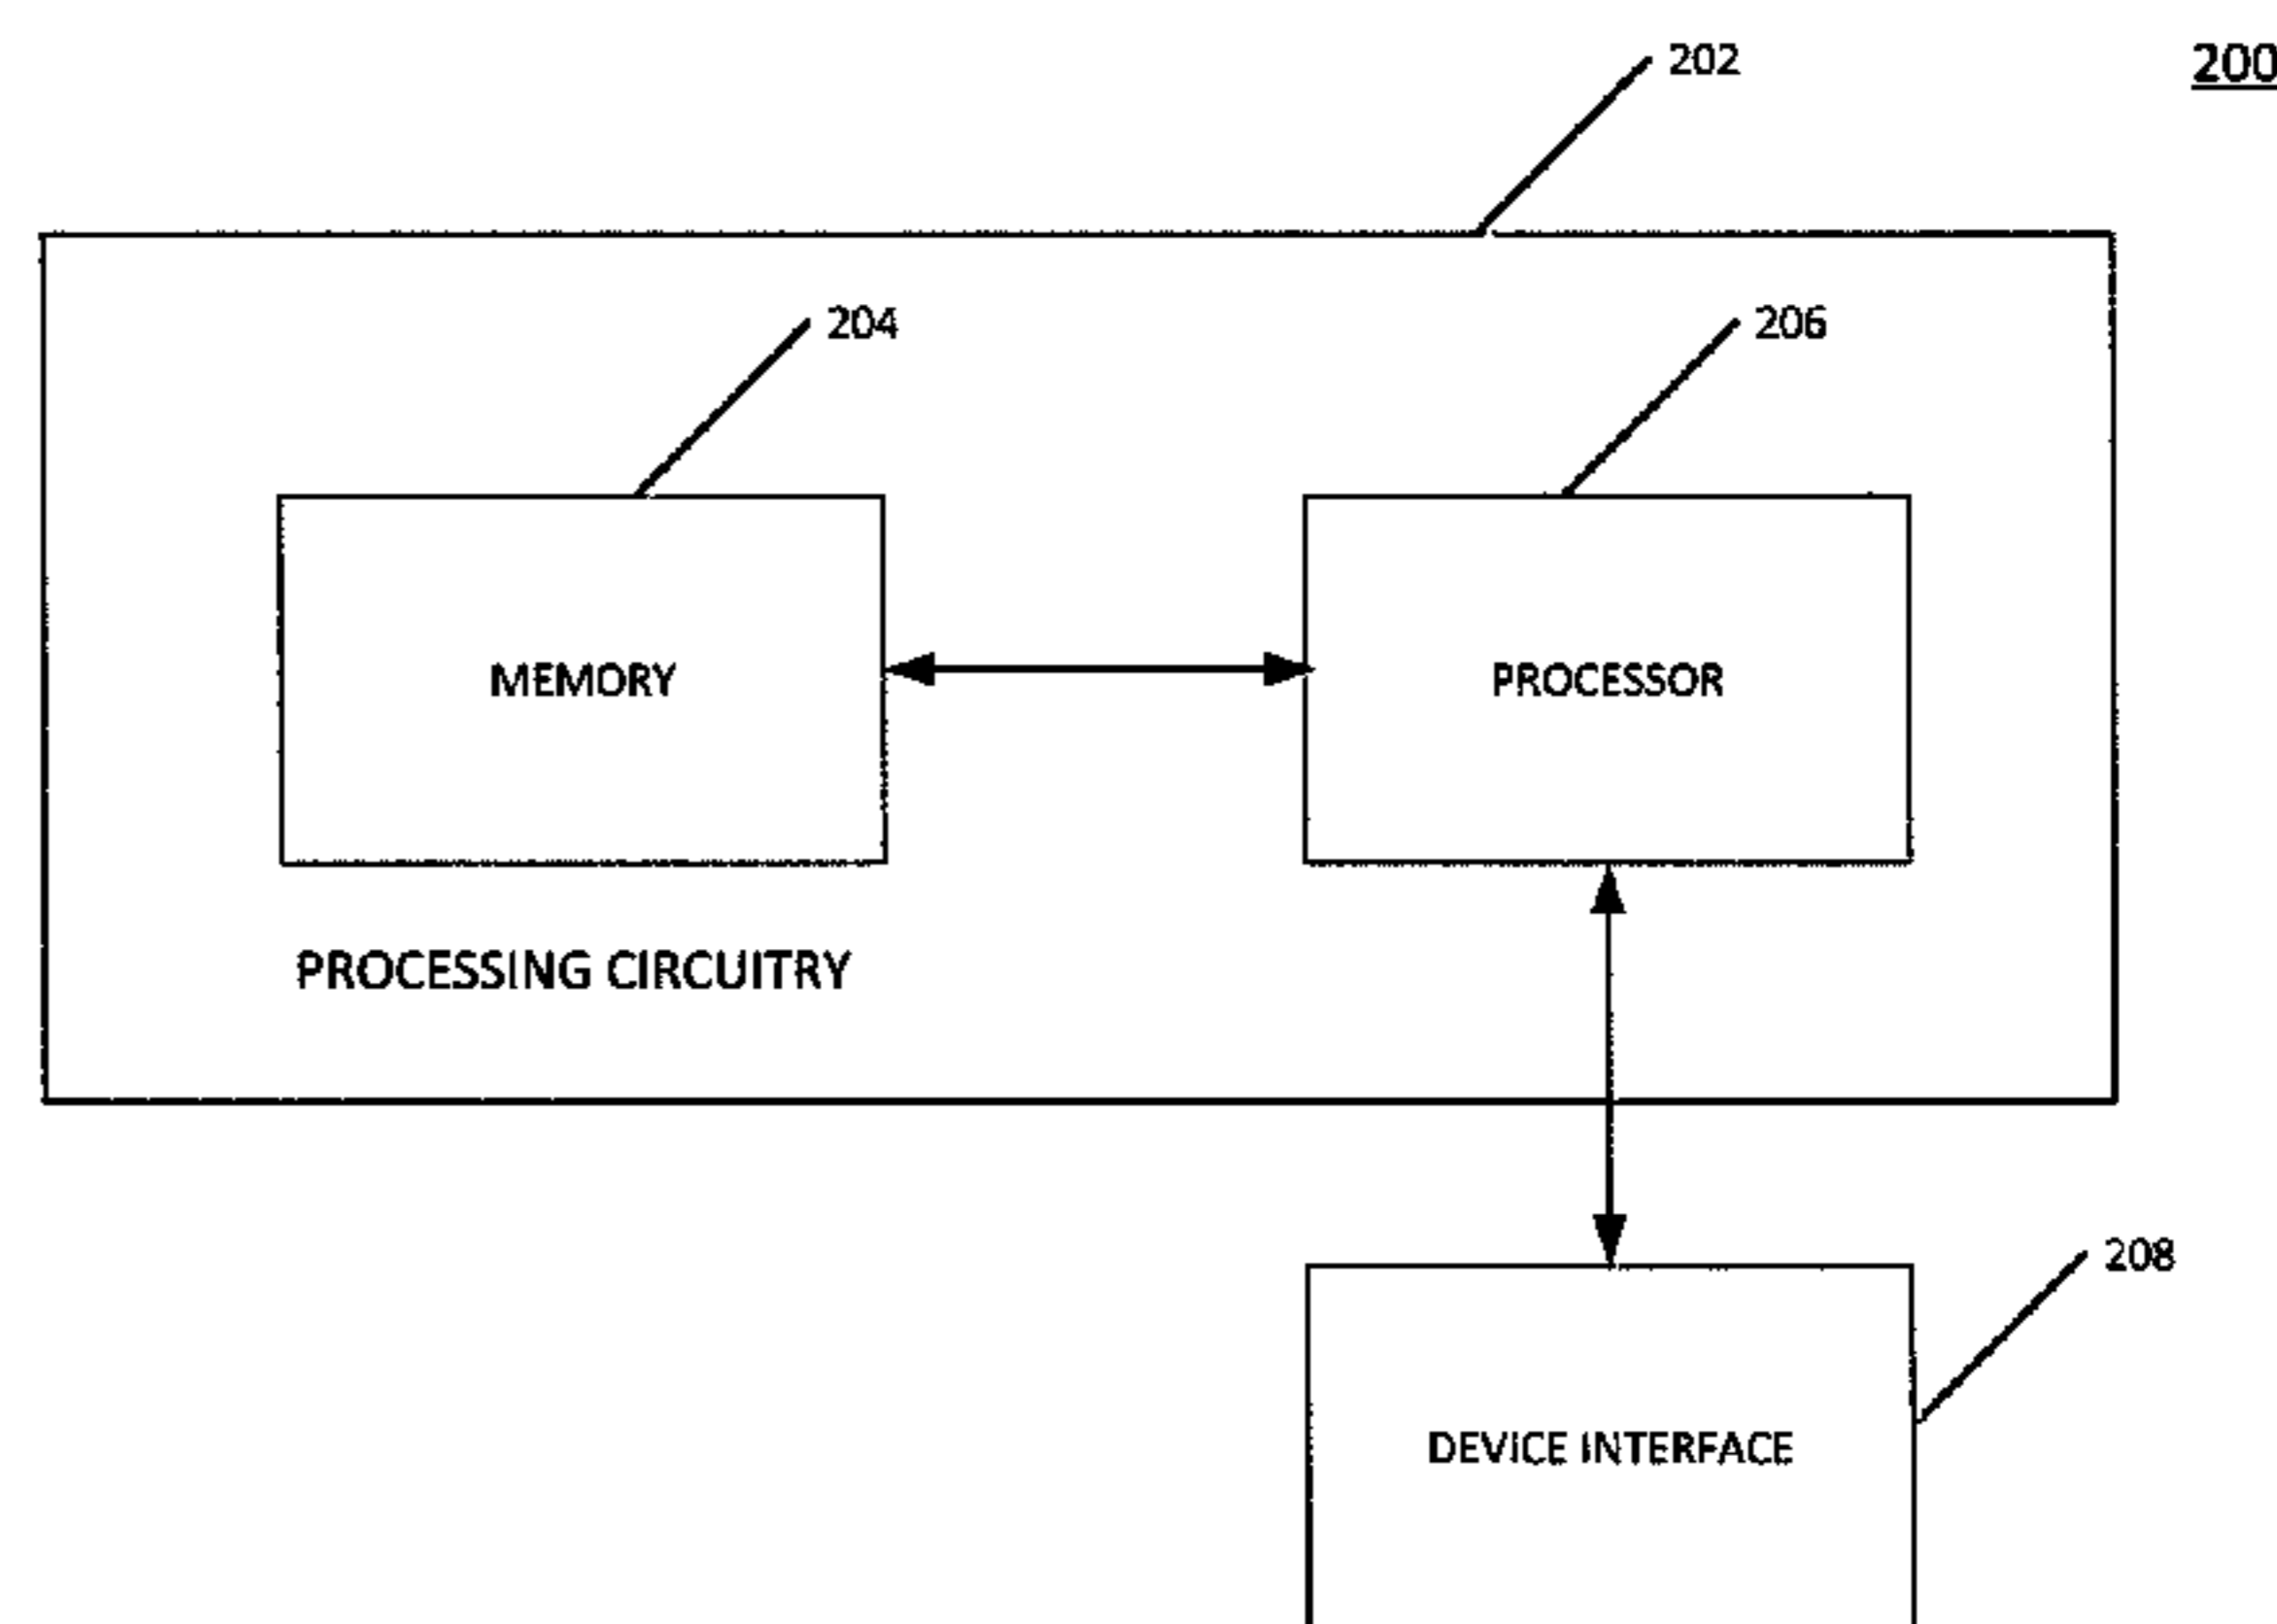 202
200
204
206
MEMORY
PROCESSOR
PROCESSING CIRCUITRY
208
DEVICE INTERFACE